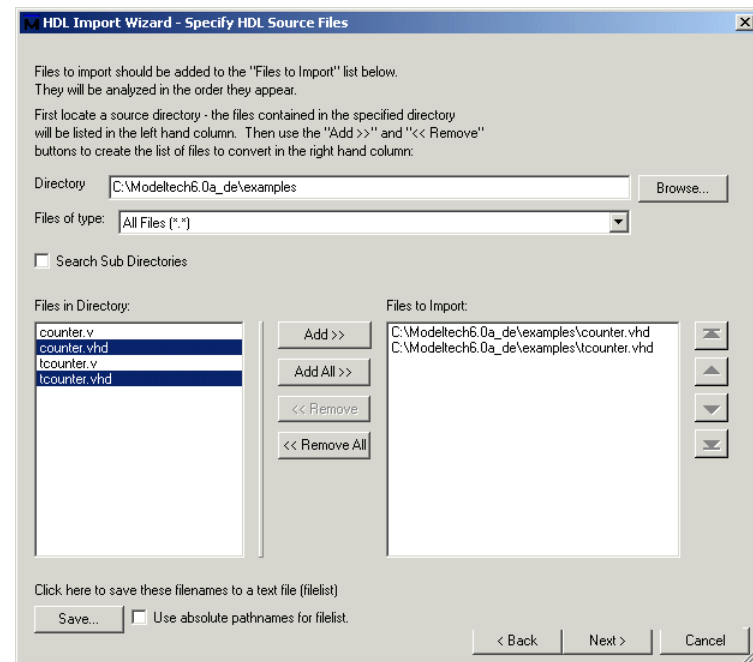 HDL Import Wizard - Specify HDL Source Files
Files to import should be added to the "Files to Import" list below.
They will be analyzed in the order they appear.
First locate a source directory - the files contained in the specified directory
will be listed in the left hand column. Then use the "Add >>" and "<< Remove"
buttons to create the list of files to convert in the right hand column:
Directory C:\Modeltech6.0a_de\examples Browse...
Files of type: All Files (*.*)
Search Sub Directories
Files in Directory:
counter.v
counter.vhd
tcounter.v
tcounter.vhd
Add >>
Add All >>
<< Remove
<< Remove All
Files to Import:
C:\Modeltech6.0a_de\examples\counter.vhd
C:\Modeltech6.0a_de\examples\tcounter.vhd
Click here to save these filenames to a text file (filelist)
Save... Use absolute pathnames for filelist.
< Back Next > Cancel